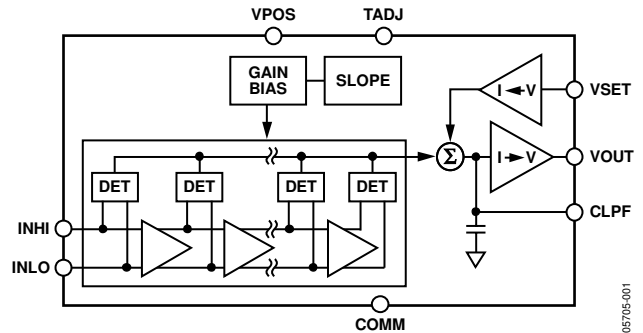 VPOS TADJ
GAIN
BIAS
SLOPE
I V
VSET
Σ
I V
VOUT
DET DET DET DET
CLPF
INHI
INLO
COMM
05705-001